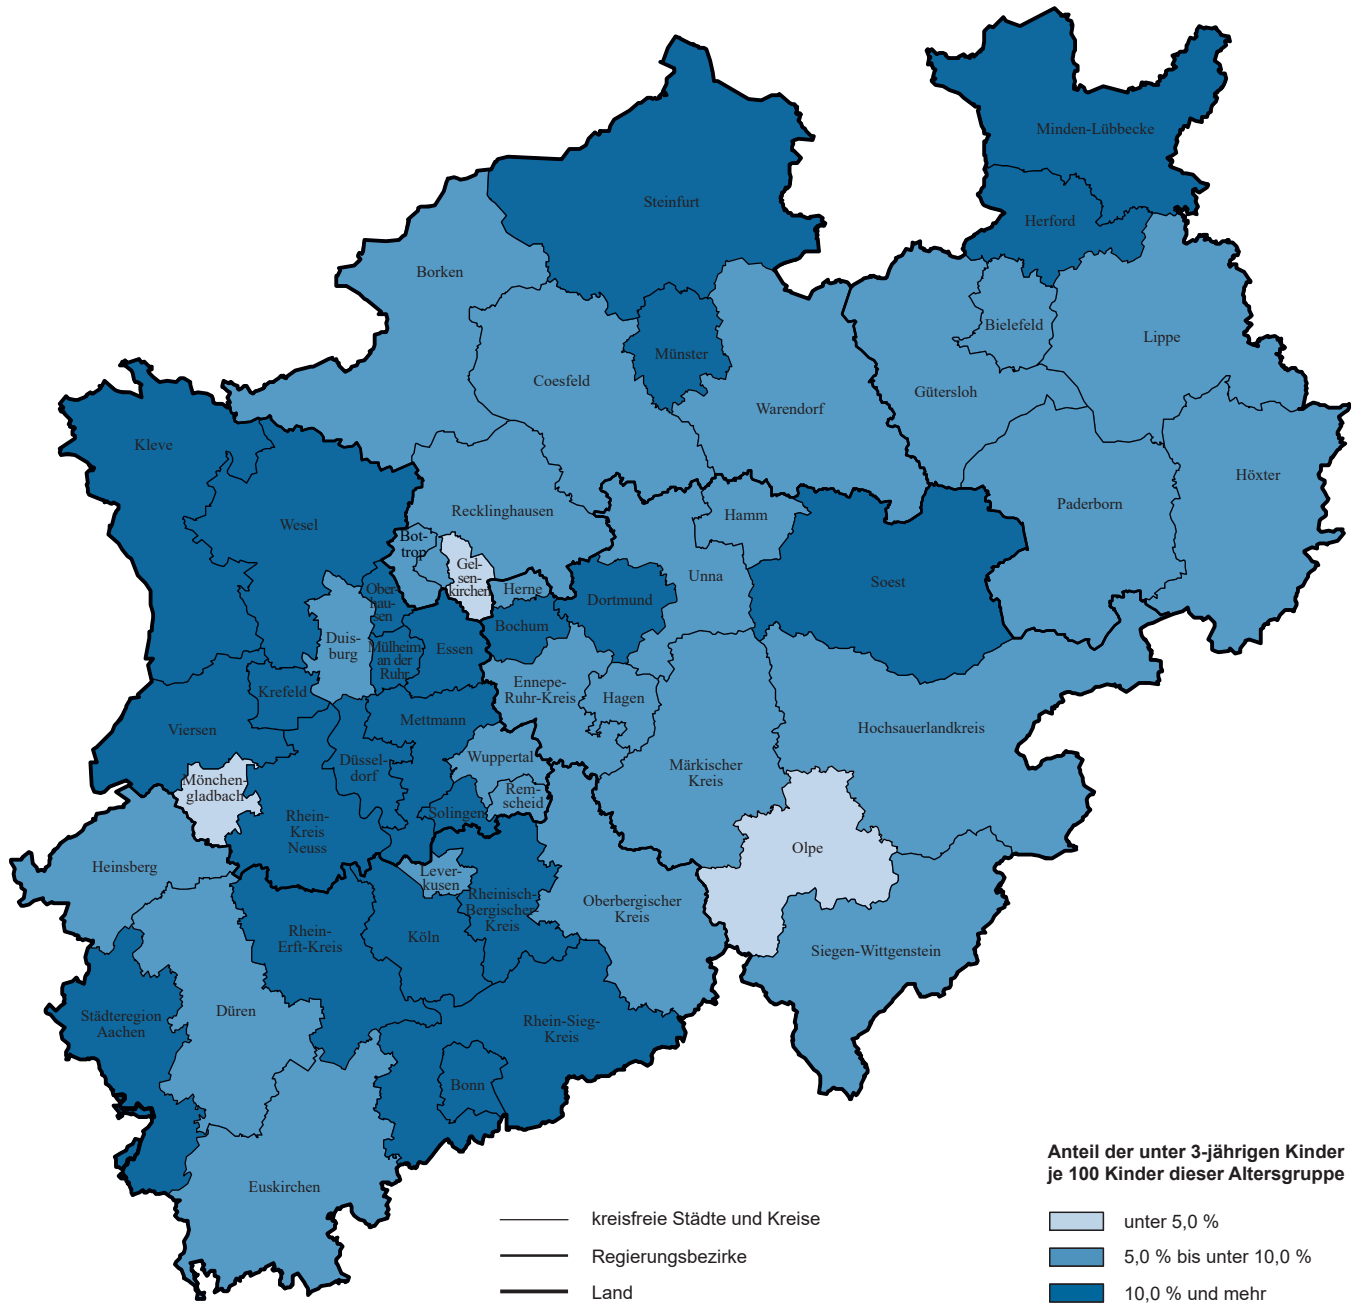 Minden-Lübbecke
Steinfurt
Herford
Borken
Bielefeld
Lippe
Münster
Coesfeld
Gütersloh
Warendorf
Kleve
Höxter
Paderborn
Recklinghausen
Hamm
Wesel
Bot-
trop
Gel-
sen-
kirchen
Unna
Soest
Herne
Ober-
hau-
sen
Dortmund
Bochum
Duis-
burg
Mülheim
an der
Ruhr
Essen
Ennepe-
Ruhr-Kreis
Hagen
Krefeld
Mettmann
Viersen
Hochsauerlandkreis
Düssel-
dorf
Wuppertal
Märkischer
Kreis
Mönchen-
gladbach
Rem-
scheid
Solingen
Rhein-
Kreis
Neuss
Olpe
Heinsberg
Lever-
kusen
Rheinisch-
Bergischer-
Kreis
Oberbergischer
Kreis
Rhein-
Erft-Kreis
Köln
Siegen-Wittgenstein
Düren
Städteregion
Aachen
Rhein-Sieg-
Kreis
Bonn
Euskirchen
Anteil der unter 3-jährigen Kinder
je 100 Kinder dieser Altersgruppe
unter 5,0 %
5,0 % bis unter 10,0 %
10,0 % und mehr
kreisfreie Städte und Kreise
Regierungsbezirke
Land